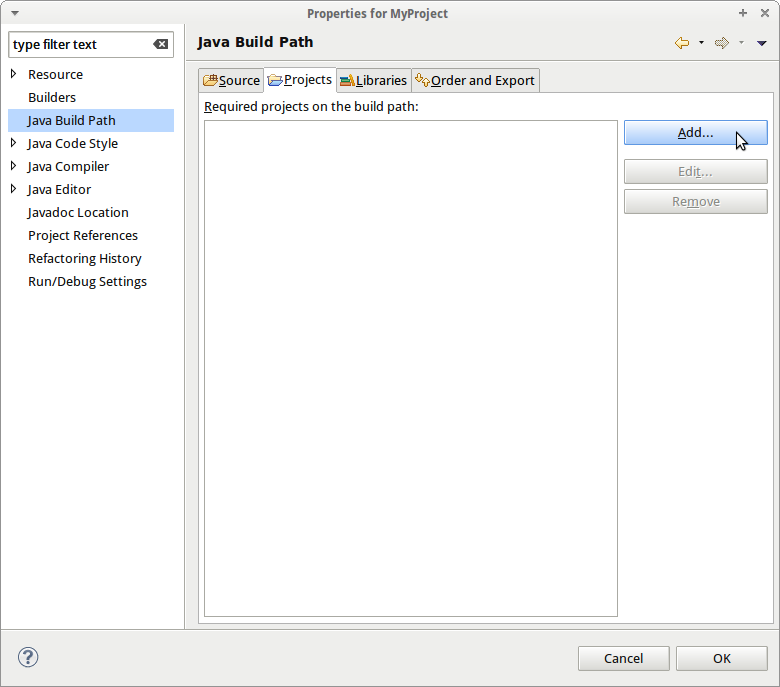 Properties for MyProject
type filter text
Resource
Builders
Java Build Path
Java Code Style
Java Compiler
Java Editor
Javadoc Location
Project References
Refactoring History
Run/Debug Settings
Java Build Path
Source Projects Libraries Order and Export
Required projects on the build path:
Add...
Edit...
Remove
Cancel OK